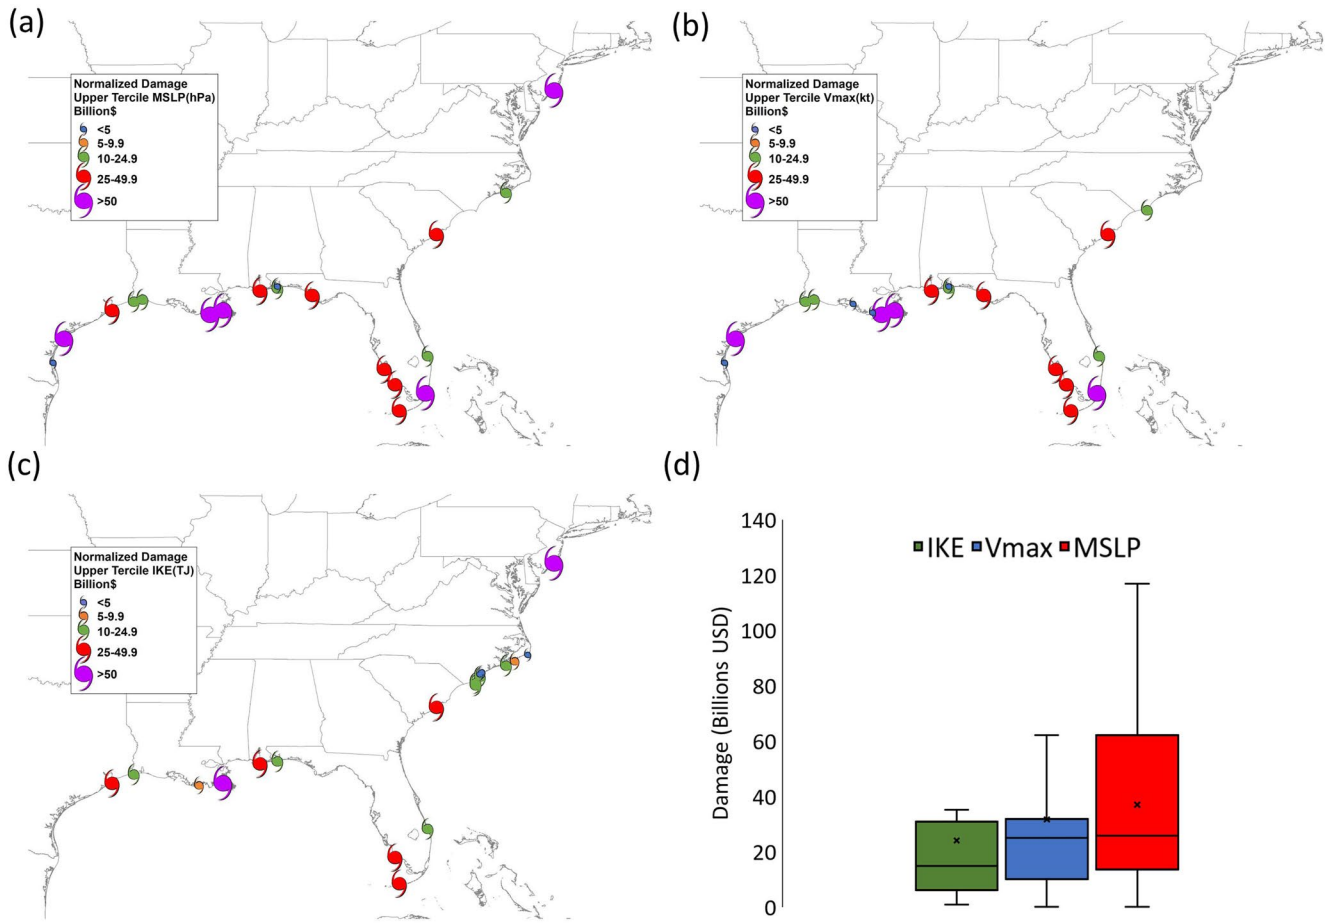 (a)
Normalized Damage
Upper Tercile MSLP(hPa)
Billion$
<5
5-9.9
10-24.9
25-49.9
>50
(b)
Normalized Damage
Upper Tercile Vmax(kt)
Billion$
<5
5-9.9
10-24.9
25-49.9
>50
(c)
Normalized Damage
Upper Tercile IKE(TJ)
Billion$
<5
5-9.9
10-24.9
25-49.9
>50
(d)
IKE Vmax MSLP
Damage (Billions USD)
140
120
100
80
60
40
20
0